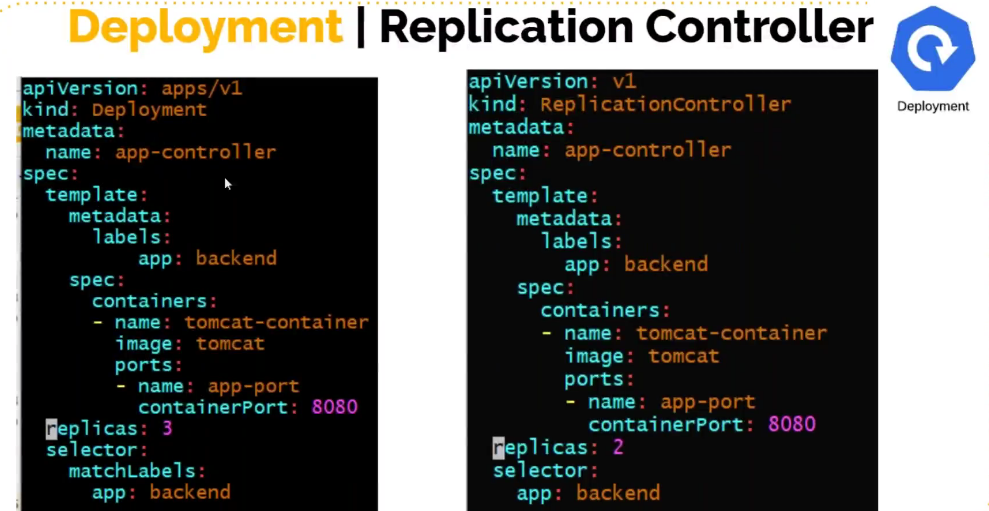 Deployment | Replication Controller
Deployment
apiVersion: apps/v1
kind: Deployment
metadata:
  name: app-controller
spec:
  template:
    metadata:
      labels:
          app: backend
    spec:
      containers:
      - name: tomcat-container
        image: tomcat
        ports:
        - name: app-port
          containerPort: 8080
  replicas: 3
  selector:
    matchLabels:
      app: backend
apiVersion: v1
kind: ReplicationController
metadata:
  name: app-controller
spec:
  template:
    metadata:
      labels:
        app: backend
    spec:
      containers:
      - name: tomcat-container
        image: tomcat
        ports:
        - name: app-port
          containerPort: 8080
  replicas: 2
  selector:
    app: backend